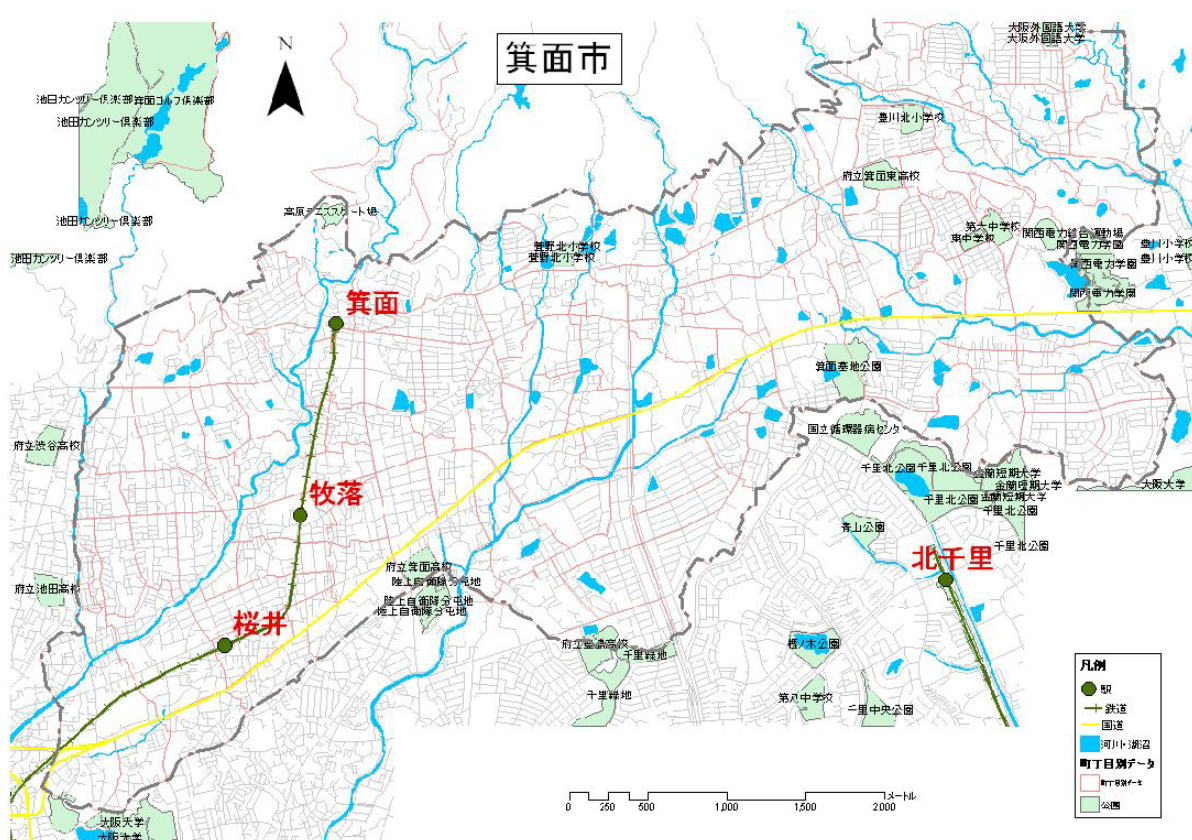 箕面市
N
大阪外国語大学
大阪外国語大学
池田カンツリー倶楽部
箕面ゴルフ倶楽部
池田カンツリー倶楽部
豊川北小学校
府立箕面東高校
池田カンツリー倶楽部
高原アイススケート場
第六中学校
東中学校
関西電力総合運動場
関西電力学園
池田カンツリー倶楽部
萱野北小学校
萱野北小学校
豊川小学校
豊川小学校
関西電力学園
関西電力学園
箕面
箕面墓地公園
府立渋谷高校
国立循環器病センタ
千里北公園
千里北公園
金蘭短期大学
金蘭短期大学
金蘭短期大学
大阪大学
千里北公園
千里北公園
牧落
青山公園
千里北公園
北千里
府立箕面高校
陸上自衛隊分屯地
府立池田高校
陸上自衛隊分屯地
陸上自衛隊分屯地
桜井
千里緑地
千里緑地
第八中学校
千里中央公園
凡例
駅
鉄道
国道
河川・湖沼
町丁目別データ
町丁目別データ
公園
0 250 500 1,000 1,500 2,000
メートル
大阪大学
大阪大学